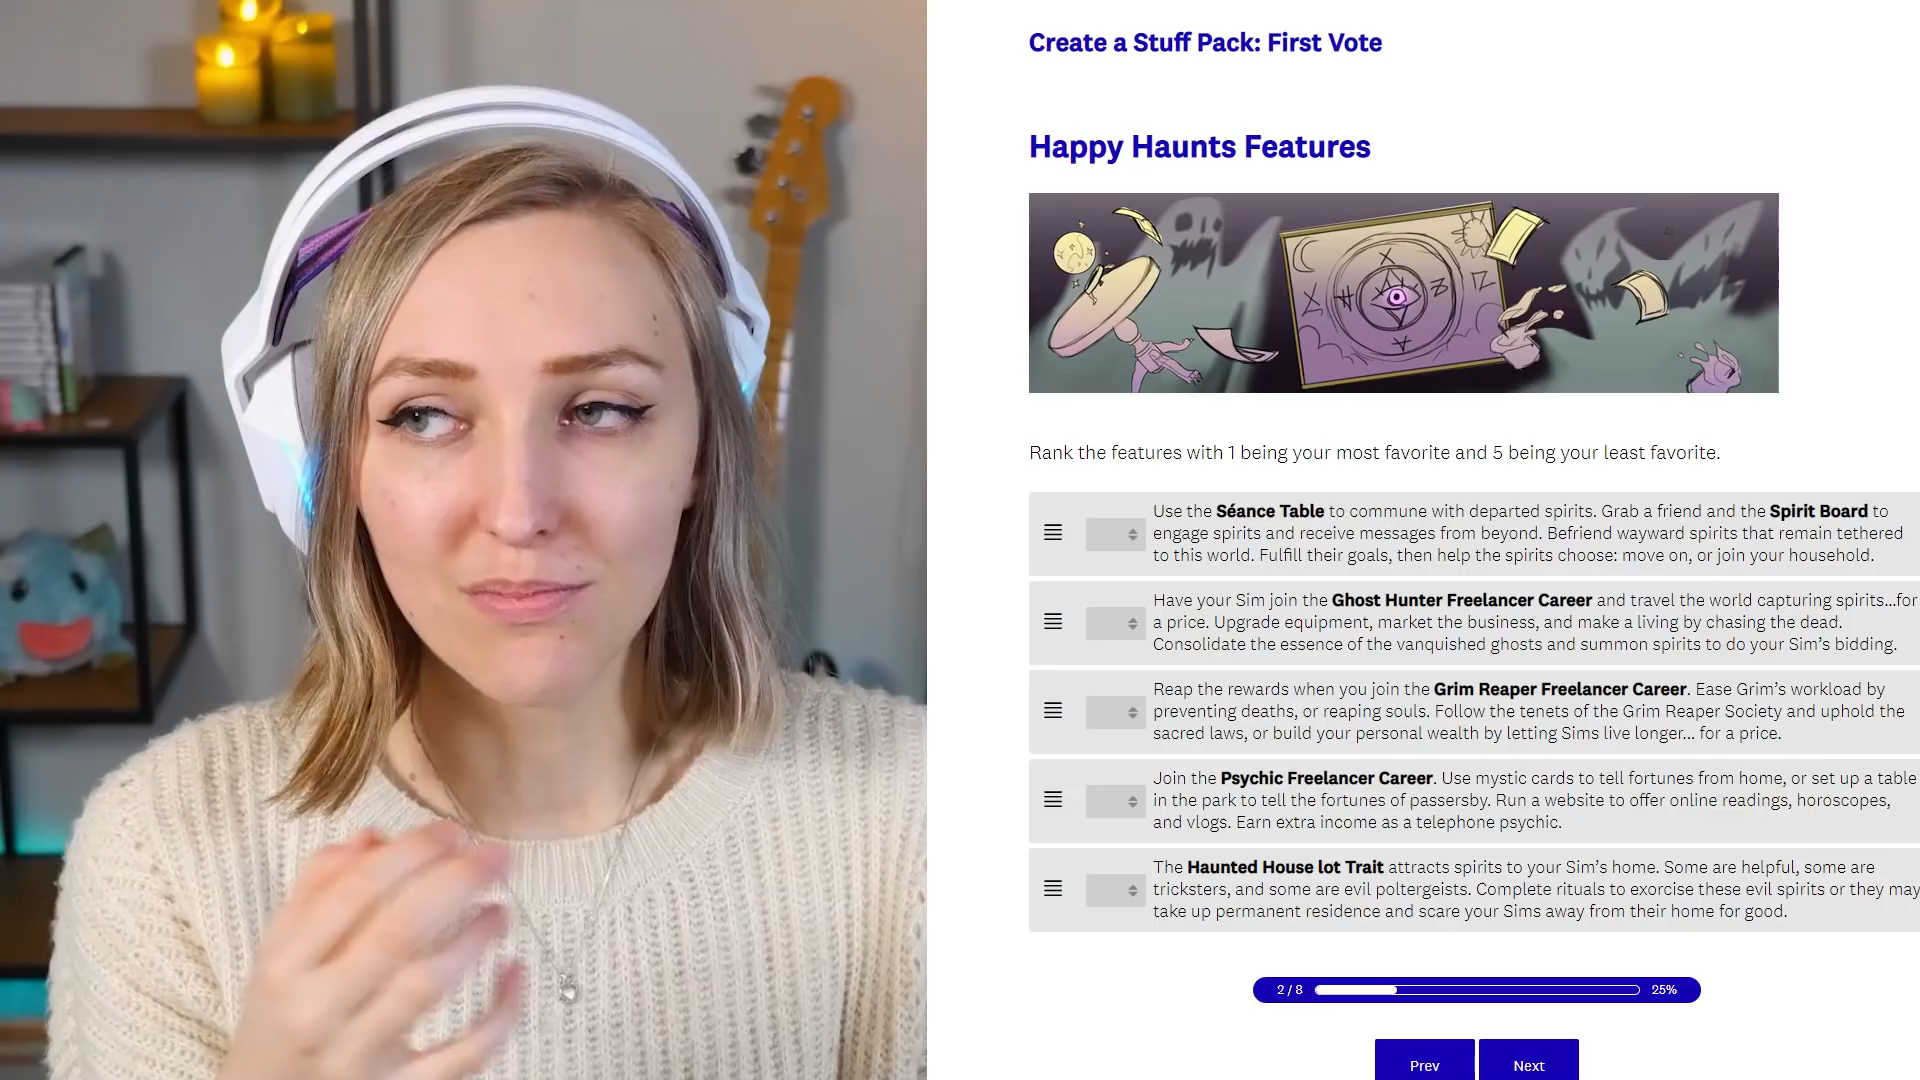 Create a Stuff Pack: First Vote
Happy Haunts Features
Rank the features with 1 being your most favorite and 5 being your least favorite.
Use the Séance Table to commune with departed spirits. Grab a friend and the Spirit Board to
engage spirits and receive messages from beyond. Befriend wayward spirits that remain tethered
to this world. Fulfill their goals, then help the spirits choose: move on, or join your household.
Have your Sim join the Ghost Hunter Freelancer Career and travel the world capturing spirits...for
a price. Upgrade equipment, market the business, and make a living by chasing the dead.
Consolidate the essence of the vanquished ghosts and summon spirits to do your Sim's bidding.
Reap the rewards when you join the Grim Reaper Freelancer Career. Ease Grim's workload by
preventing deaths, or reaping souls. Follow the tenets of the Grim Reaper Society and uphold the
sacred laws, or build your personal wealth by letting Sims live longer... for a price.
Join the Psychic Freelancer Career. Use mystic cards to tell fortunes from home, or set up a table
in the park to tell the fortunes of passersby. Run a website to offer online readings, horoscopes,
and vlogs. Earn extra income as a telephone psychic.
The Haunted House lot Trait attracts spirits to your Sim's home. Some are helpful, some are
tricksters, and some are evil poltergeists. Complete rituals to exorcise these evil spirits or they may
take up permanent residence and scare your Sims away from their home for good.
2 / 8 25%
Prev Next